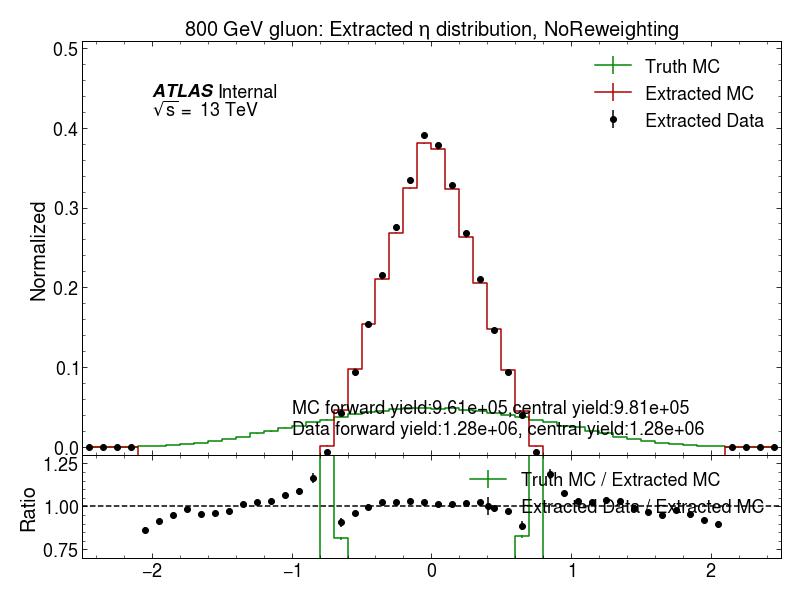 800 GeV gluon: Extracted η distribution, NoReweighting
ATLAS Internal
√s = 13 TeV
Truth MC
Extracted MC
Extracted Data
Normalized
0.5
0.4
0.3
0.2
0.1
0.0
MC forward yield:9.61e+05,central yield:9.81e+05
Data forward yield:1.28e+06, central yield:1.28e+06
Ratio
1.25
1.00
0.75
Truth MC / Extracted MC
Extracted Data / Extracted MC
−2 −1 0 1 2